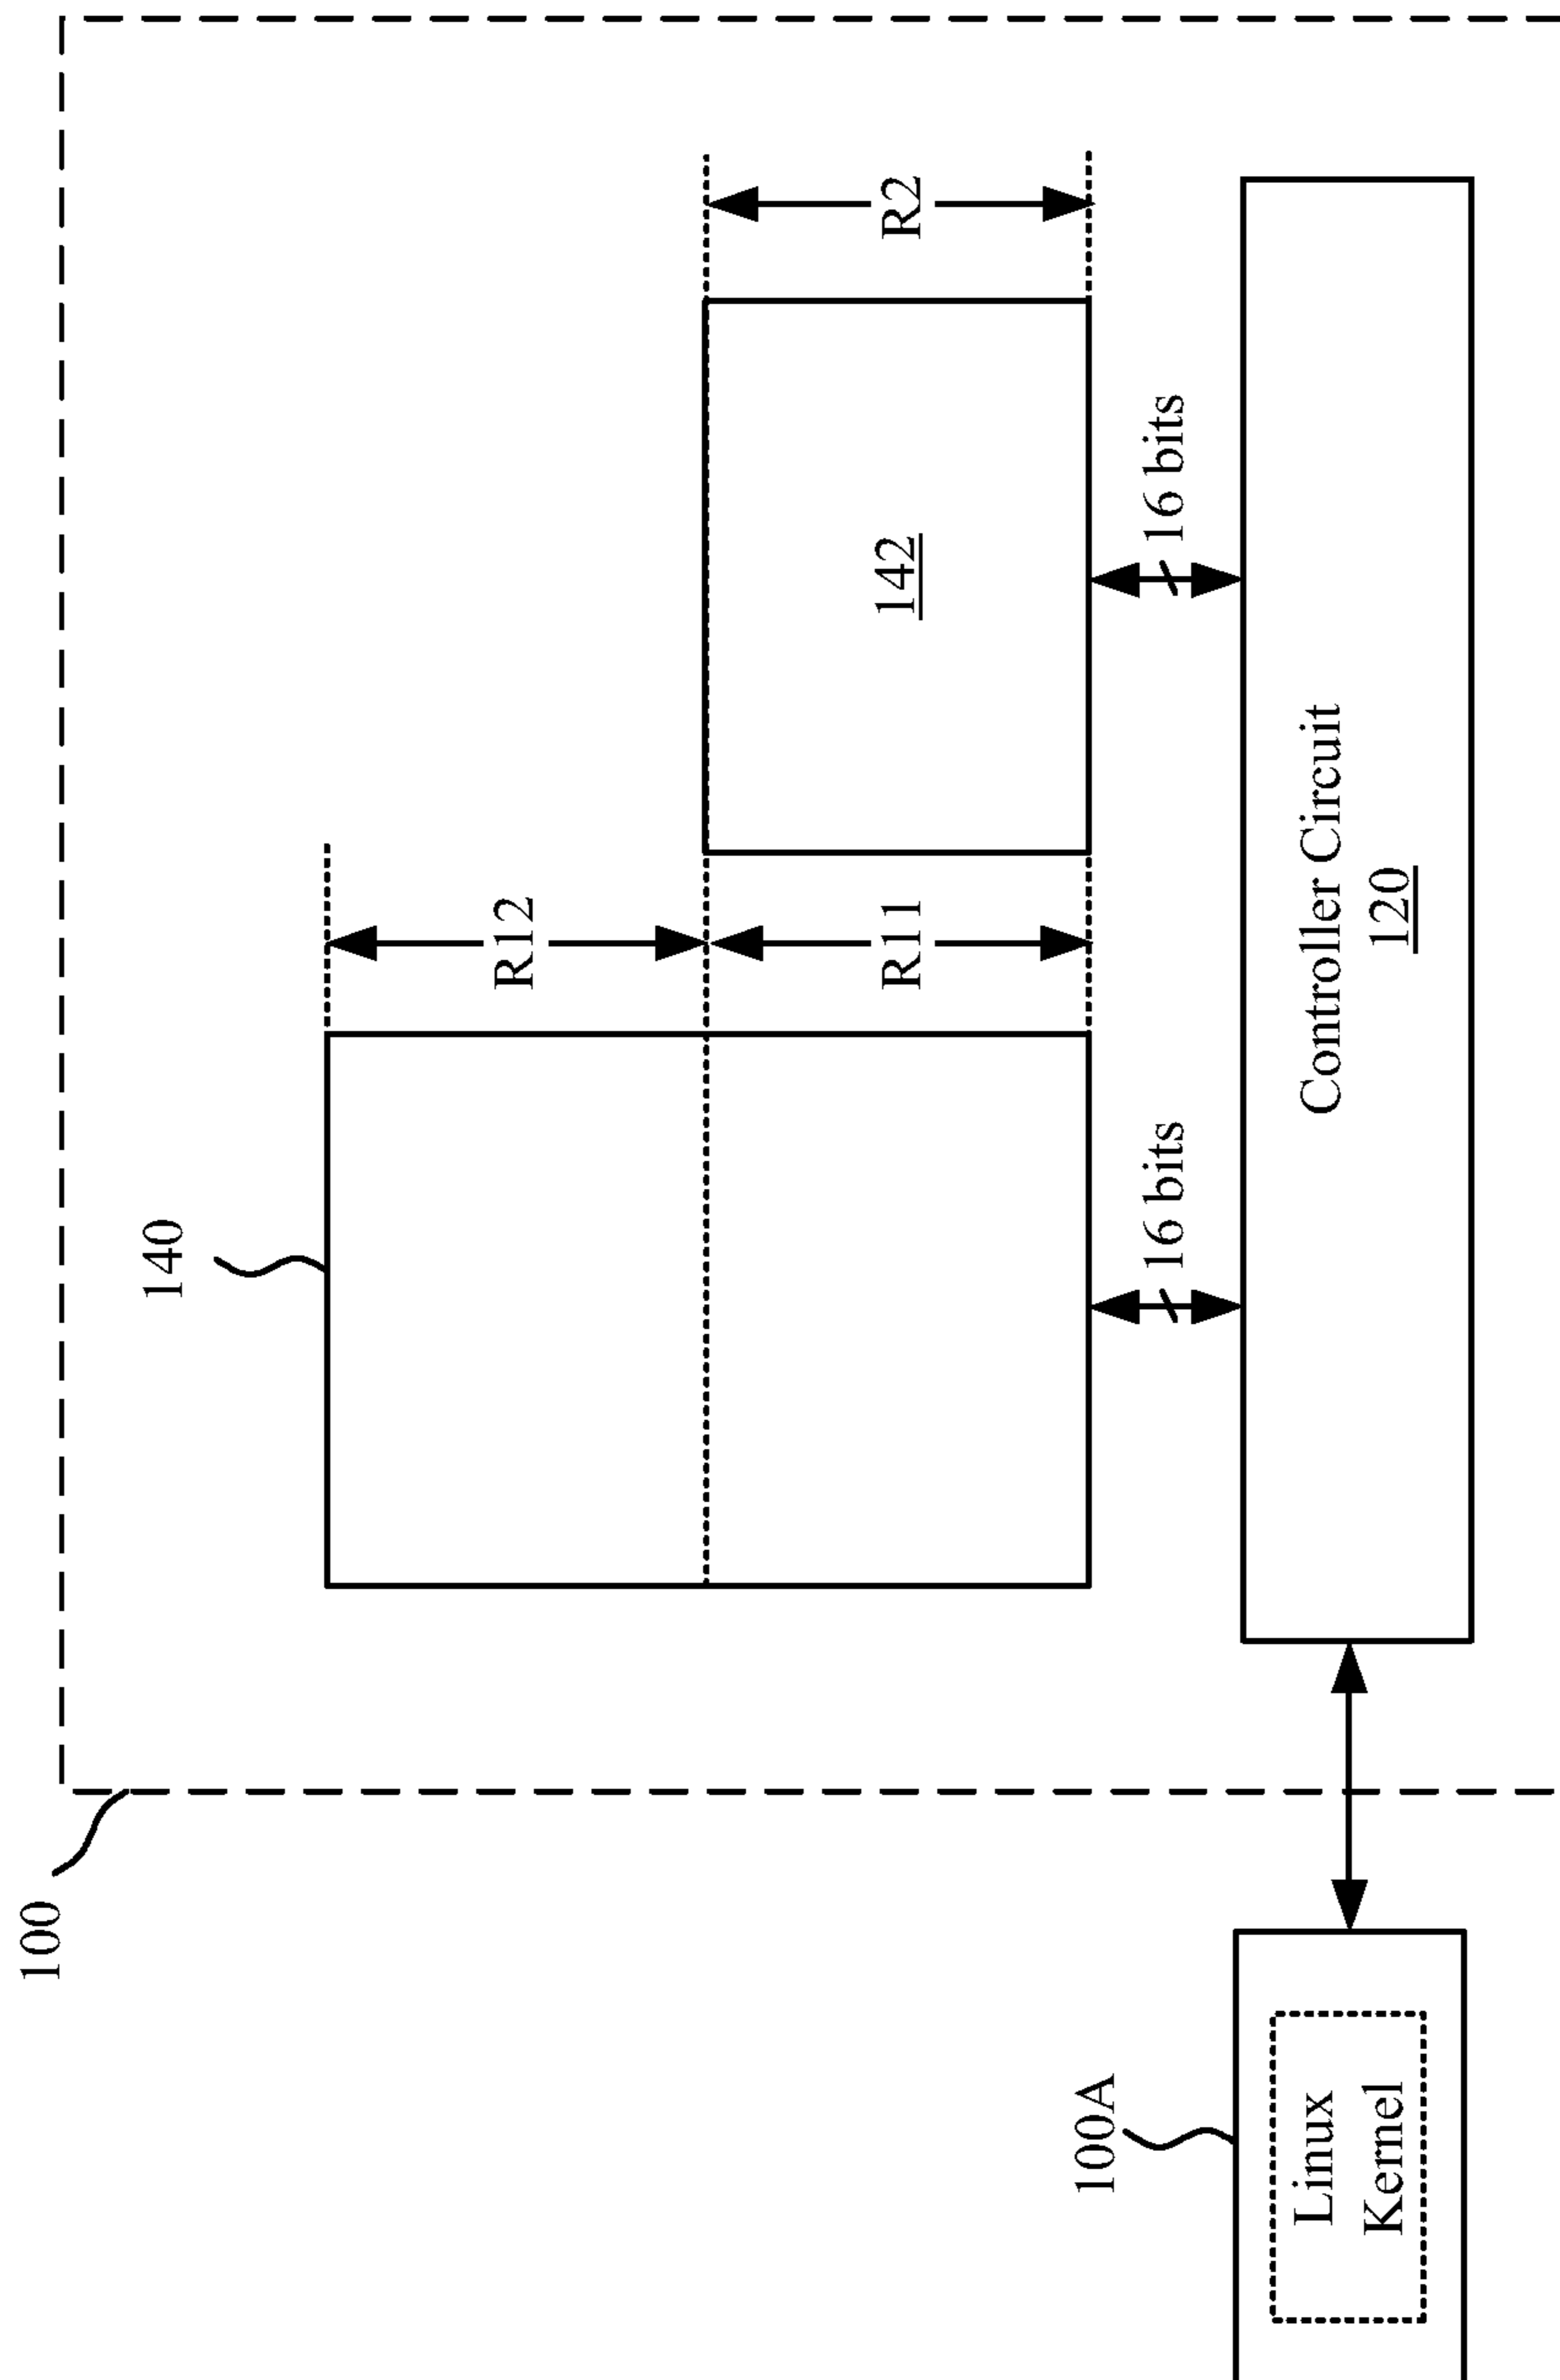 100
140
R12
R11
R2
142
16 bits
16 bits
100A
Linux
Kernel
Controller Circuit
120